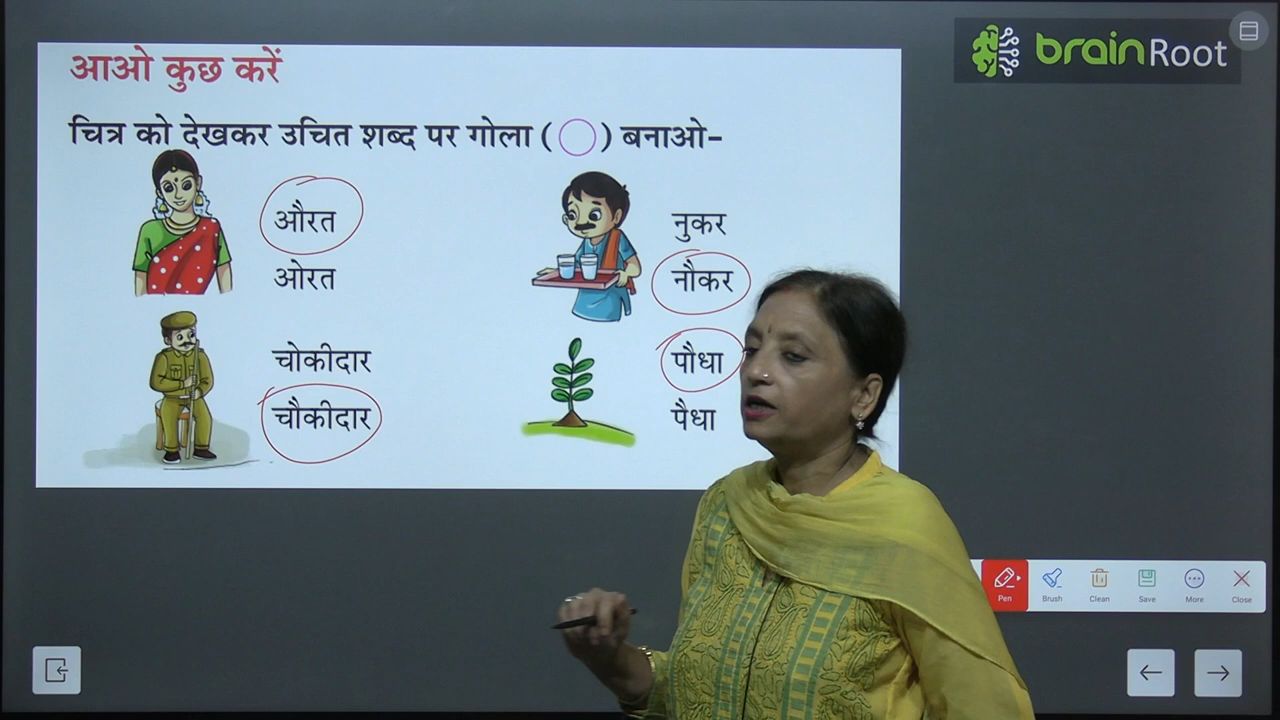 brainRoot
आओ कुछ करें
चित्र को देखकर उचित शब्द पर गोला ( ) बनाओ-
औरत
ओरत
नुकर
नौकर
चोकीदार
चौकीदार
पौधा
पैधा
Pen
Brush
Clean
Save
More
Close